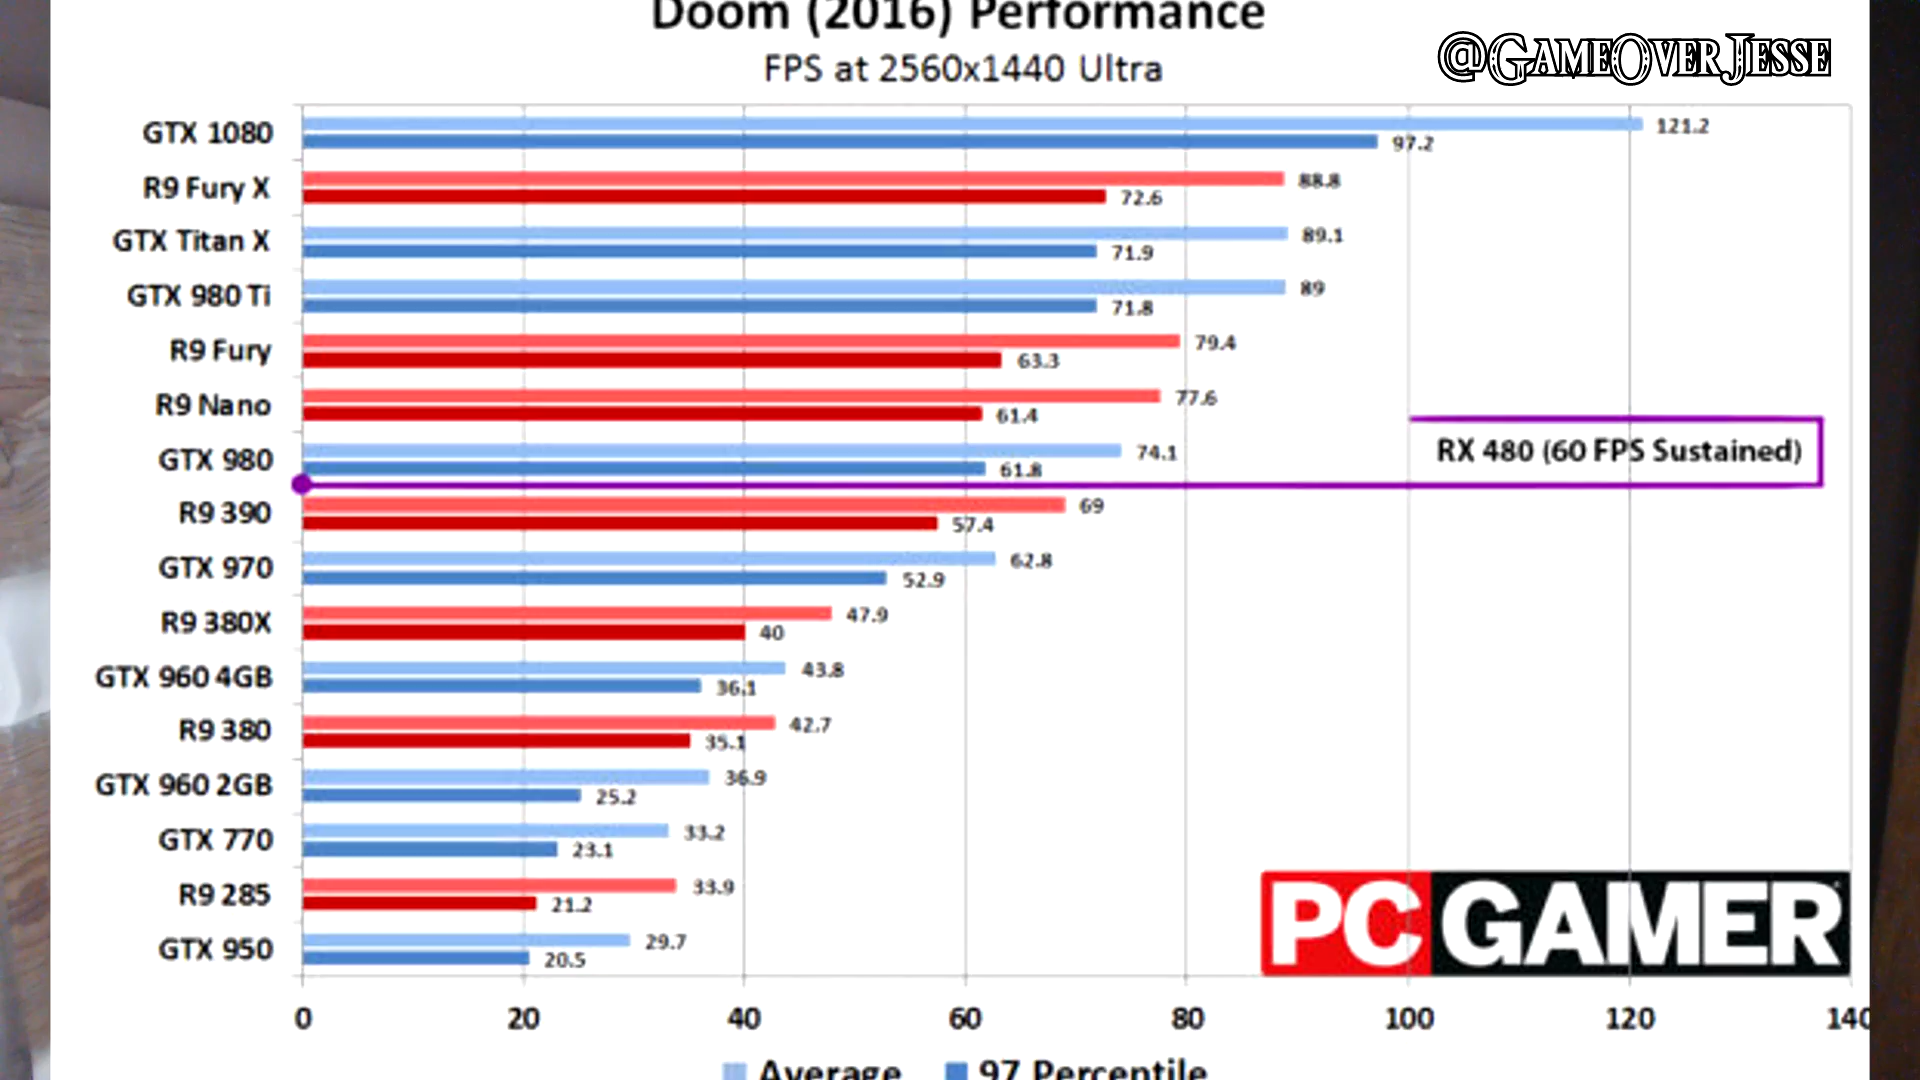 Doom (2016) Performance
FPS at 2560x1440 Ultra
@GAMEOVERJESSE
GTX 1080 121.2
97.2
R9 Fury X 88.8
72.6
GTX Titan X 89.1
71.9
GTX 980 Ti 89
71.8
R9 Fury 79.4
63.3
R9 Nano 77.6
61.4
GTX 980 74.1
61.8
RX 480 (60 FPS Sustained)
R9 390 69
57.4
GTX 970 62.8
52.9
R9 380X 47.9
40
GTX 960 4GB 43.8
36.1
R9 380 42.7
35.1
GTX 960 2GB 36.9
25.2
GTX 770 33.2
23.1
R9 285 33.9
21.2
GTX 950 29.7
20.5
PC GAMER
0 20 40 60 80 100 120 140
Average 97 Percentile